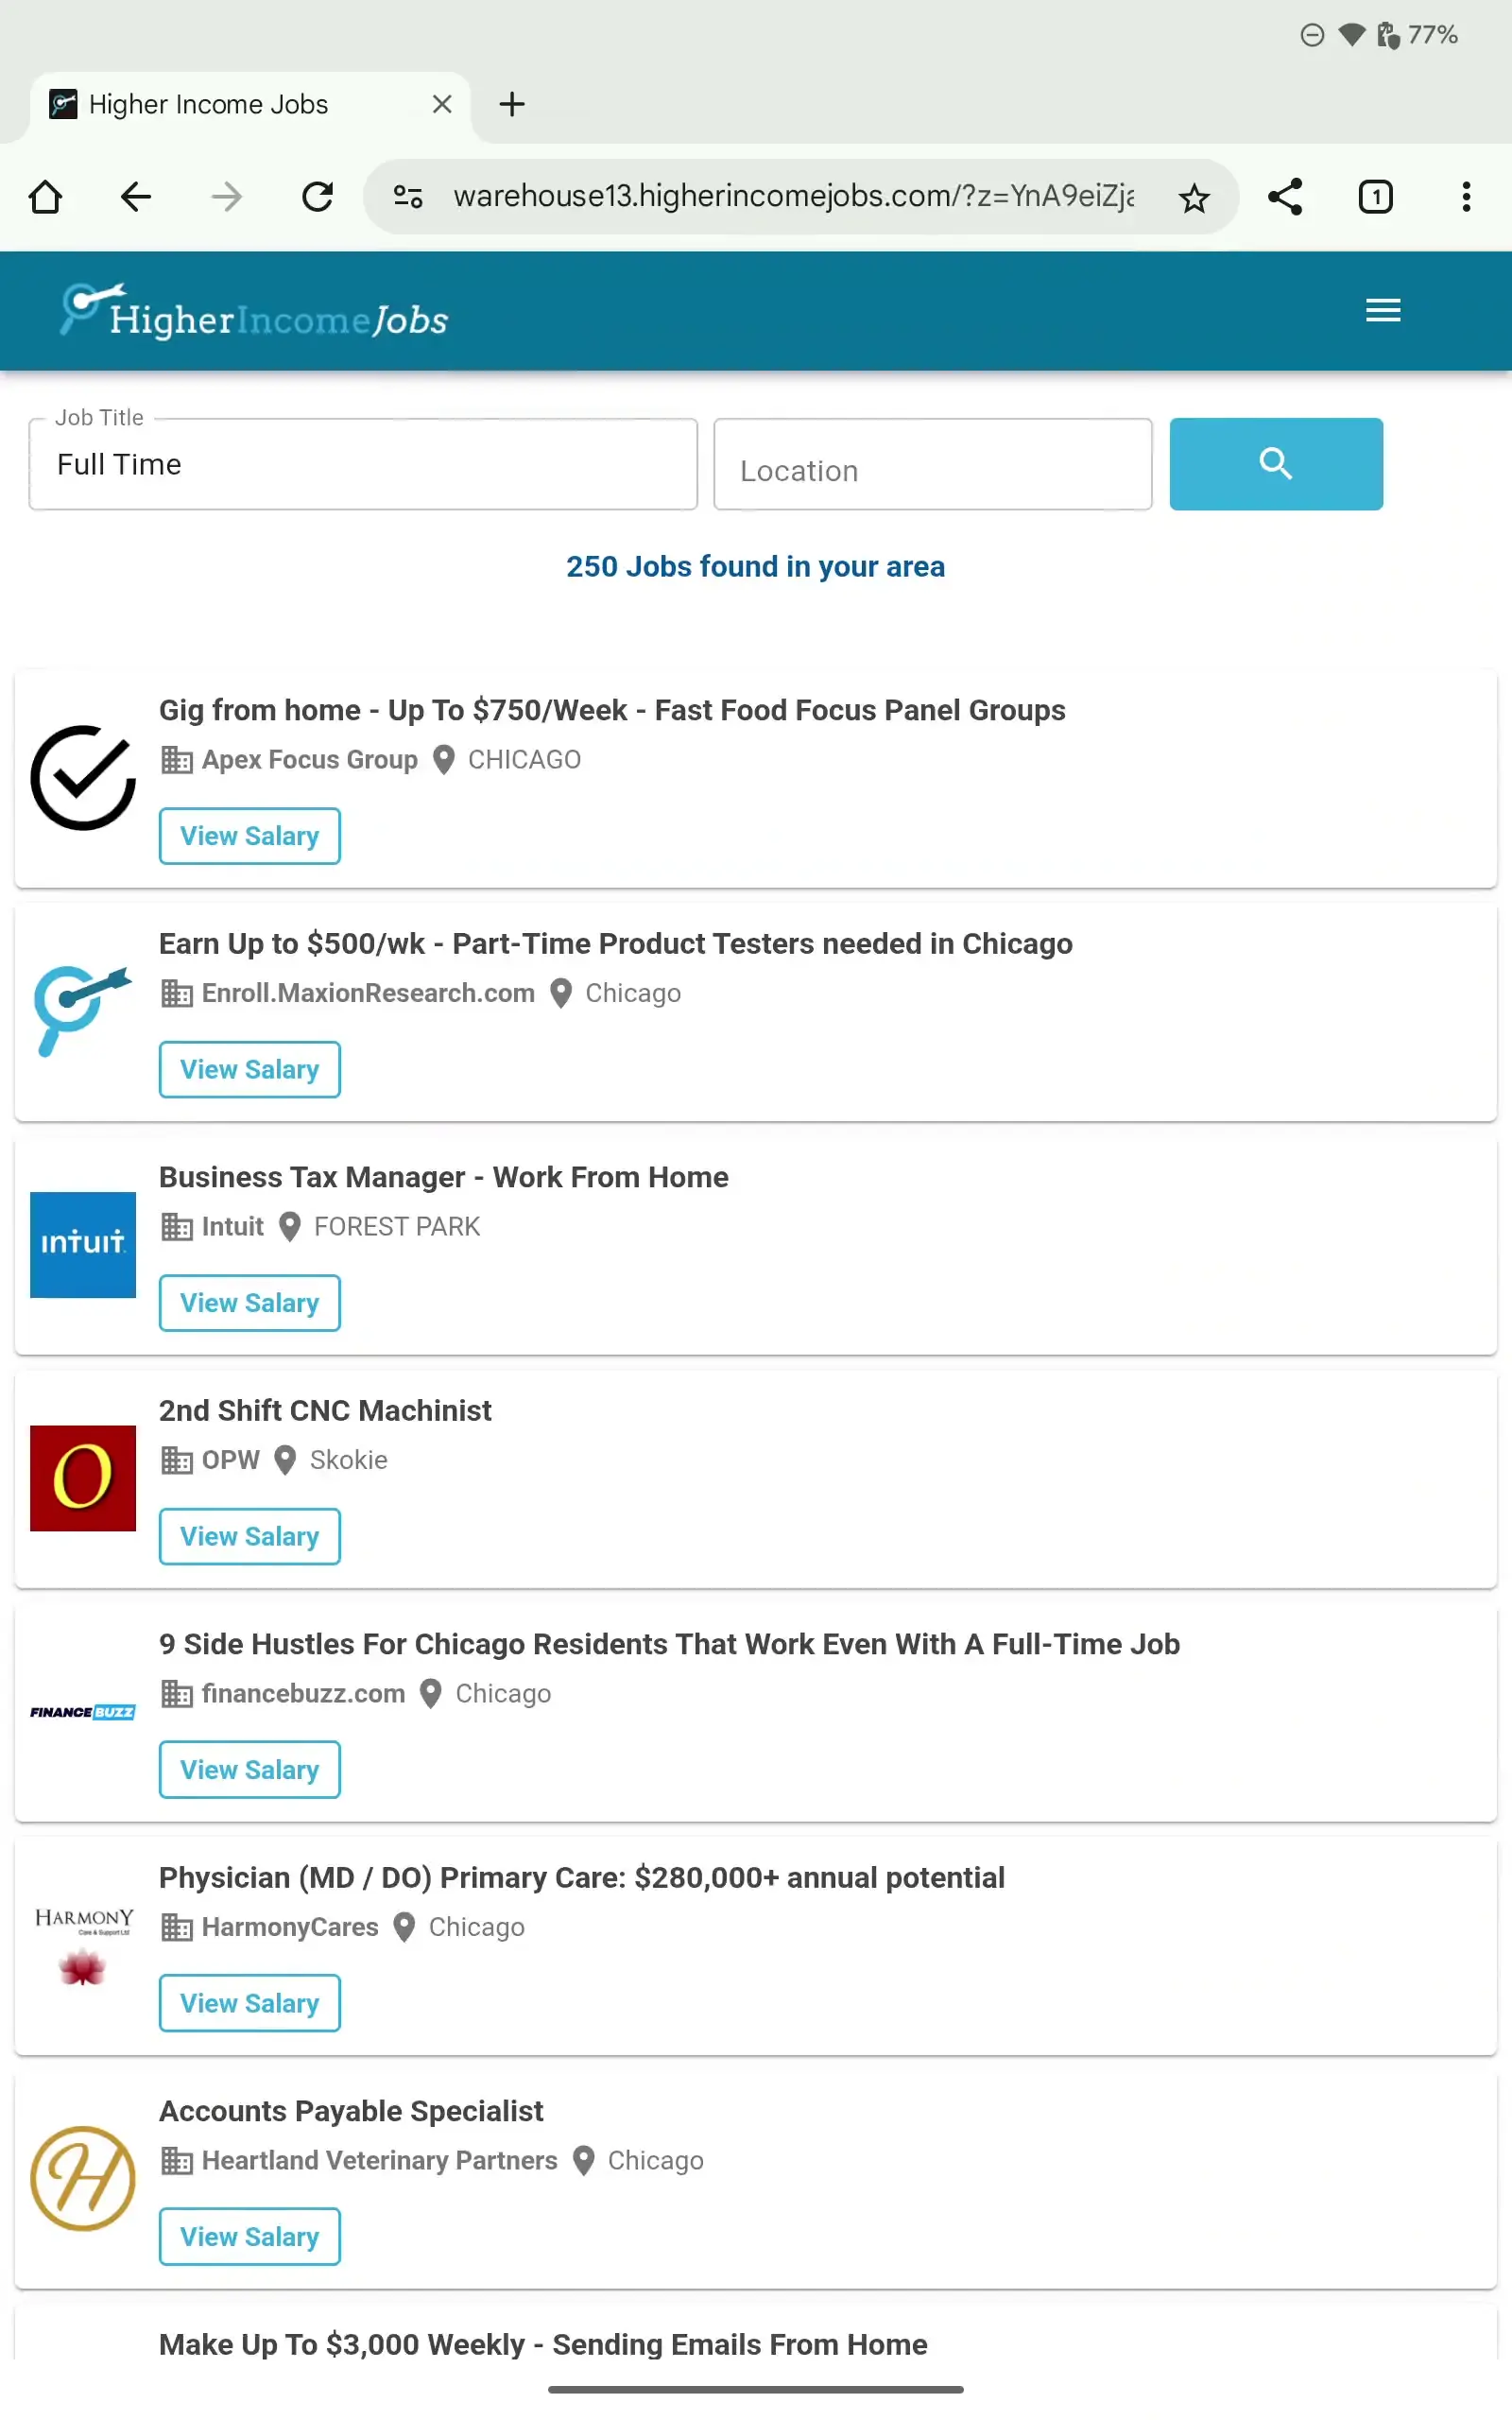 77%
Higher Income Jobs
warehouse13.higherincomejobs.com/?z=YnA9eiZja
1
HigherIncomeJobs
Job Title
Full Time
Location
250 Jobs found in your area
Gig from home - Up To $750/Week - Fast Food Focus Panel Groups
Apex Focus Group CHICAGO
View Salary
Earn Up to $500/wk - Part-Time Product Testers needed in Chicago
Enroll.MaxionResearch.com Chicago
View Salary
Business Tax Manager - Work From Home
intuit
Intuit FOREST PARK
View Salary
2nd Shift CNC Machinist
O
OPW Skokie
View Salary
9 Side Hustles For Chicago Residents That Work Even With A Full-Time Job
FINANCEBUZZ
financebuzz.com Chicago
View Salary
Physician (MD / DO) Primary Care: $280,000+ annual potential
HARMONY
Care & Support Ltd
HarmonyCares Chicago
View Salary
Accounts Payable Specialist
H
Heartland Veterinary Partners Chicago
View Salary
Make Up To $3,000 Weekly - Sending Emails From Home